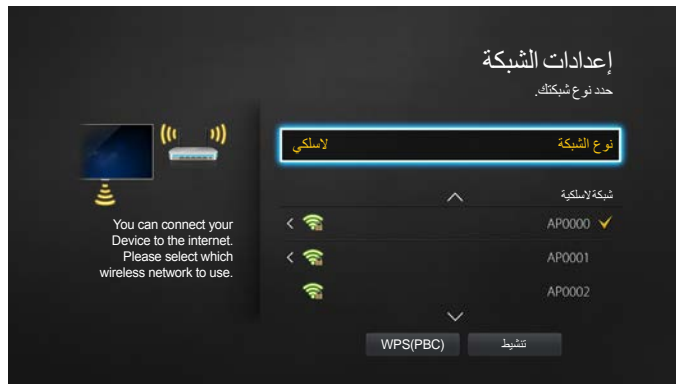 إعدادات الشبكة
حدد نوع شبكتك.
نوع الشبكة لاسلكي
شبكة لاسلكية
AP0000
AP0001
AP0002
تنشيط WPS(PBC)
You can connect your
Device to the internet.
Please select which
wireless network to use.